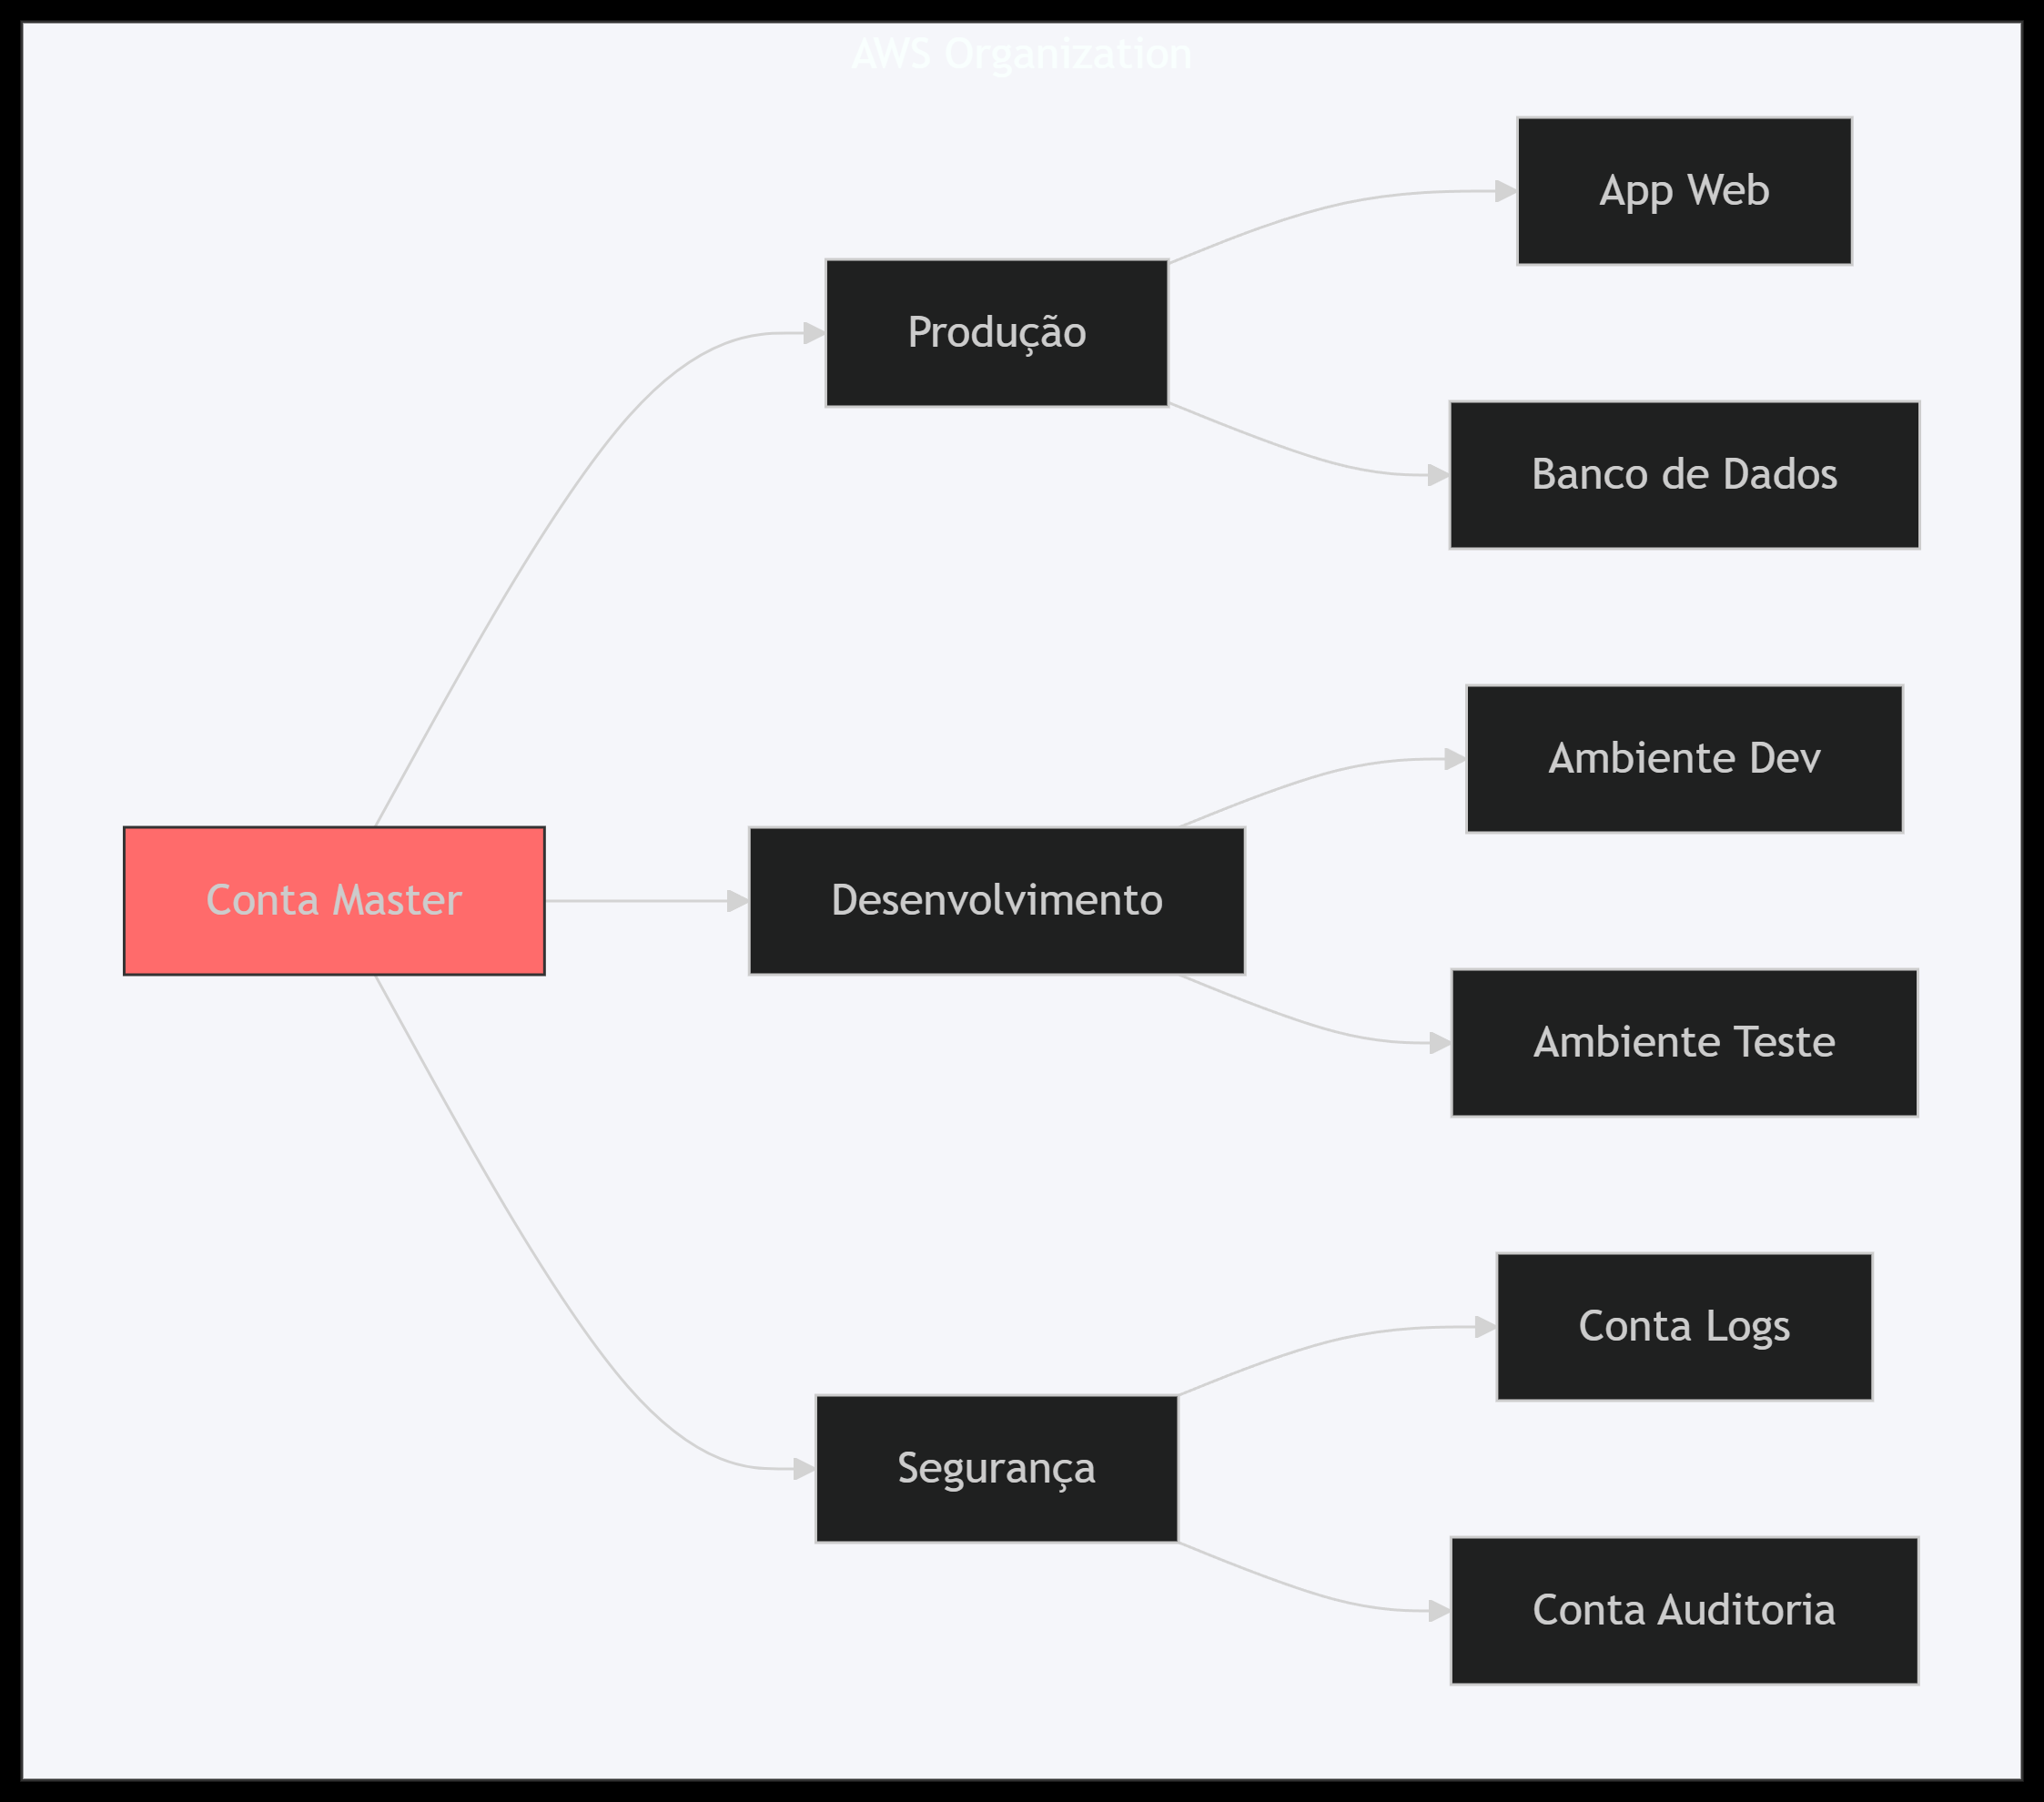 AWS Organization
App Web
Produção
Banco de Dados
Ambiente Dev
Conta Master
Desenvolvimento
Ambiente Teste
Conta Logs
Segurança
Conta Auditoria